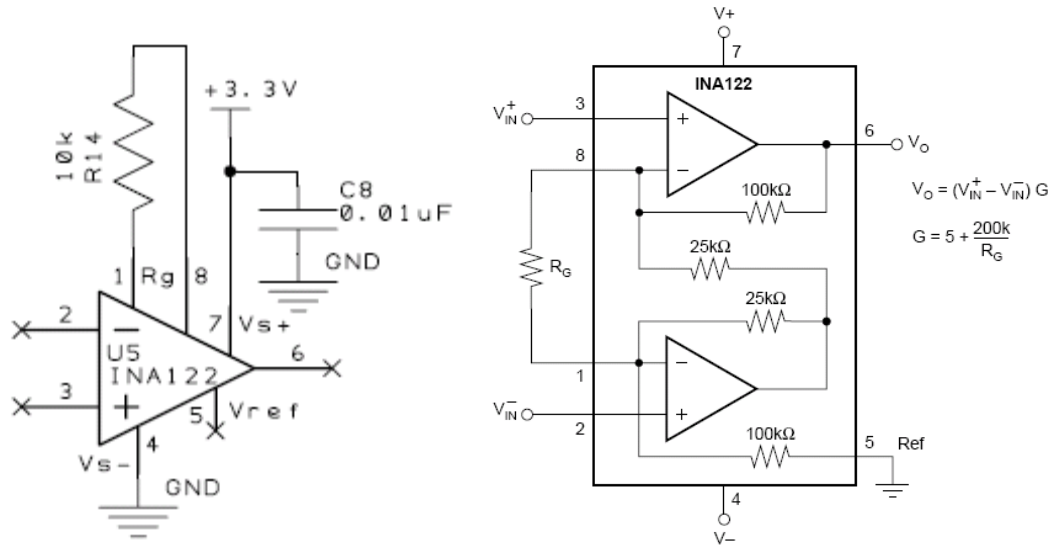 +3.3V
10k
R14
C8
0.01uF
GND
1 Rg 8
7 Vs+
2
U5
INA122
6
3
5 Vref
4
Vs-
GND
V+
7
INA122
V+IN 3
6 VO
8
100kΩ
VO = (V+IN – V–IN) G
G = 5 + 200k
RG
25kΩ
RG
25kΩ
1
V–IN
2
100kΩ
5 Ref
4
V–